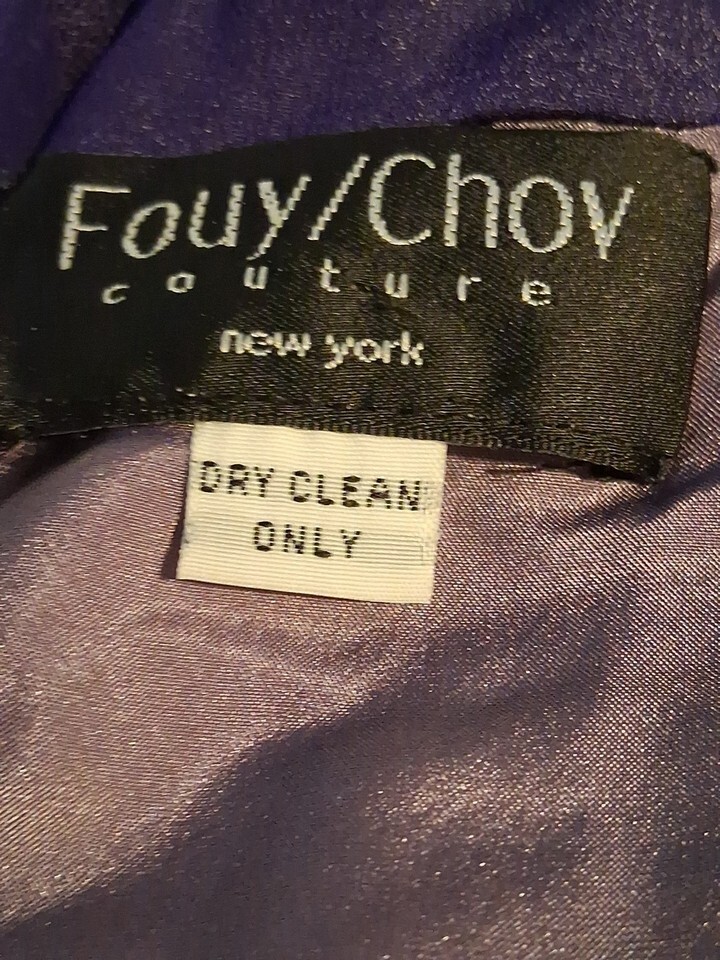 Fouy/Chov
couture
new york
DRY CLEAN
ONLY